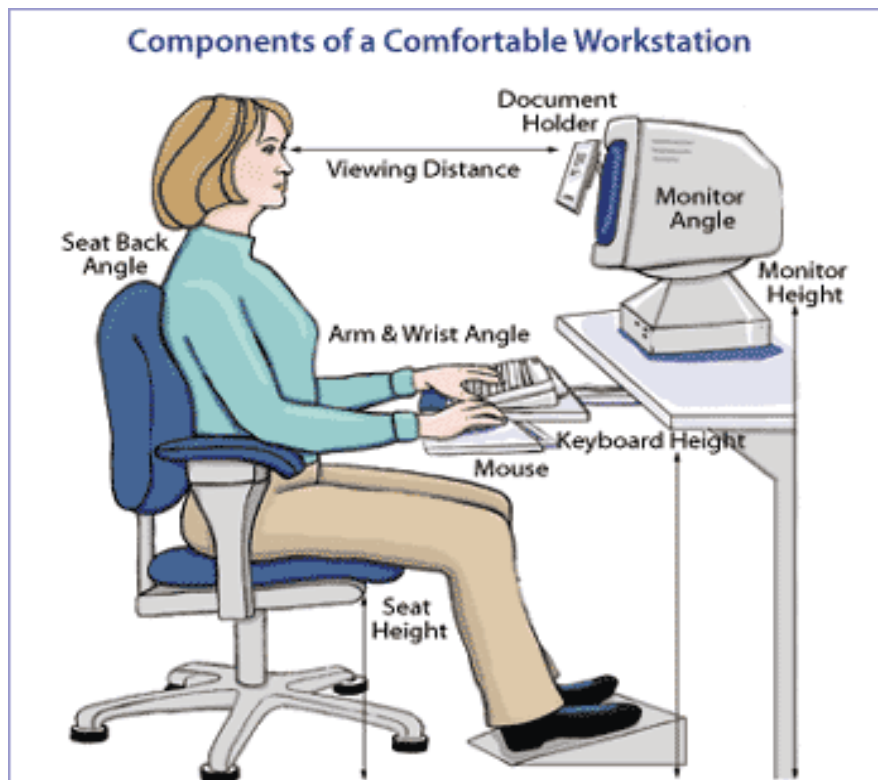 Components of a Comfortable Workstation
Document
Holder
Viewing Distance
Monitor
Angle
Seat Back
Angle
Monitor
Height
Arm & Wrist Angle
Keyboard Height
Mouse
Seat
Height